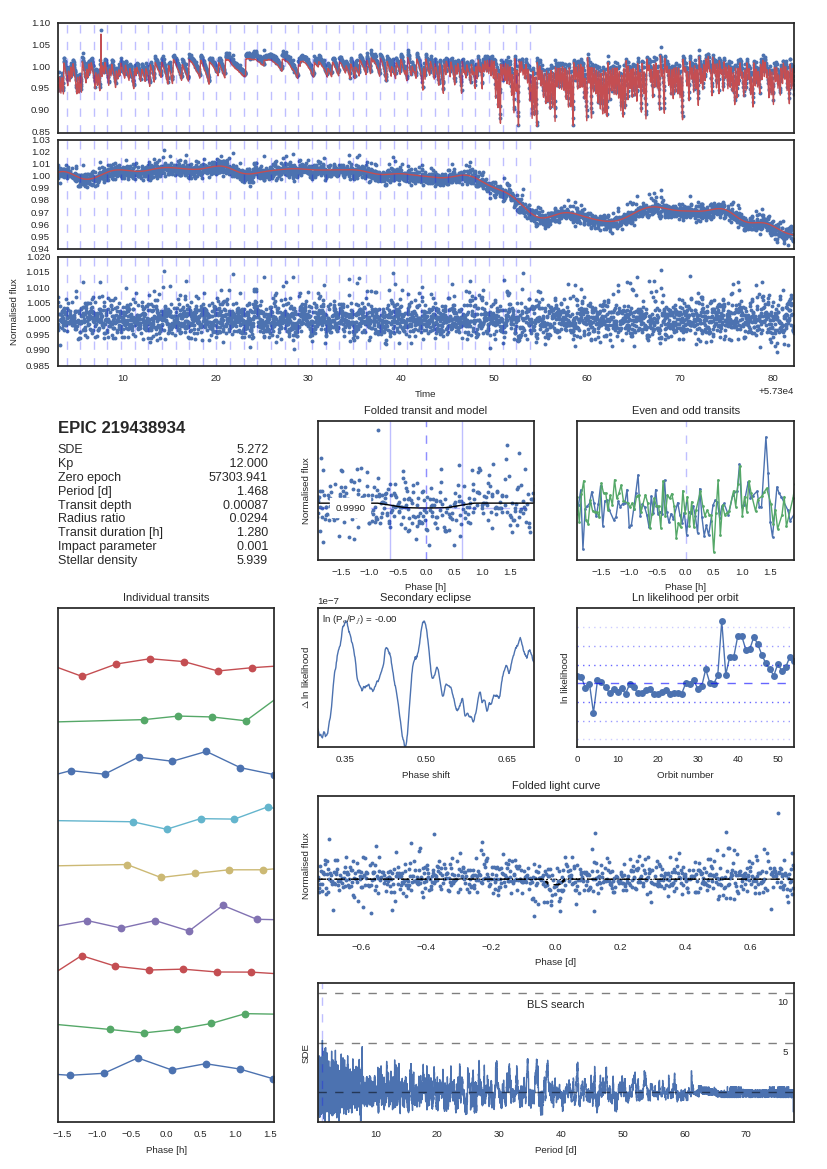 1.10
1.05
1.00
0.95
0.90
0.85
1.03
1.02
1.01
1.00
0.99
0.98
0.97
0.96
0.95
0.94
1.020
1.015
1.010
1.005
1.000
0.995
0.990
0.985
Normalised flux
10 20 30 40 50 60 70 80
Time
+5.73e4
EPIC 219438934
SDE 5.272
Kp 12.000
Zero epoch 57303.941
Period [d] 1.468
Transit depth 0.00087
Radius ratio 0.0294
Transit duration [h] 1.280
Impact parameter 0.001
Stellar density 5.939
Folded transit and model
Normalised flux
0.9990
−1.5 −1.0 −0.5 0.0 0.5 1.0 1.5
Phase [h]
Even and odd transits
−1.5 −1.0 −0.5 0.0 0.5 1.0 1.5
Phase [h]
Individual transits
−1.5 −1.0 −0.5 0.0 0.5 1.0 1.5
Phase [h]
Secondary eclipse
1e−7
Δ ln likelihood
0.35 0.50 0.65
Phase shift
Ln likelihood per orbit
ln likelihood
0 10 20 30 40 50
Orbit number
Folded light curve
Normalised flux
−0.6 −0.4 −0.2 0.0 0.2 0.4 0.6
Phase [d]
BLS search
10
5
SDE
10 20 30 40 50 60 70
Period [d]